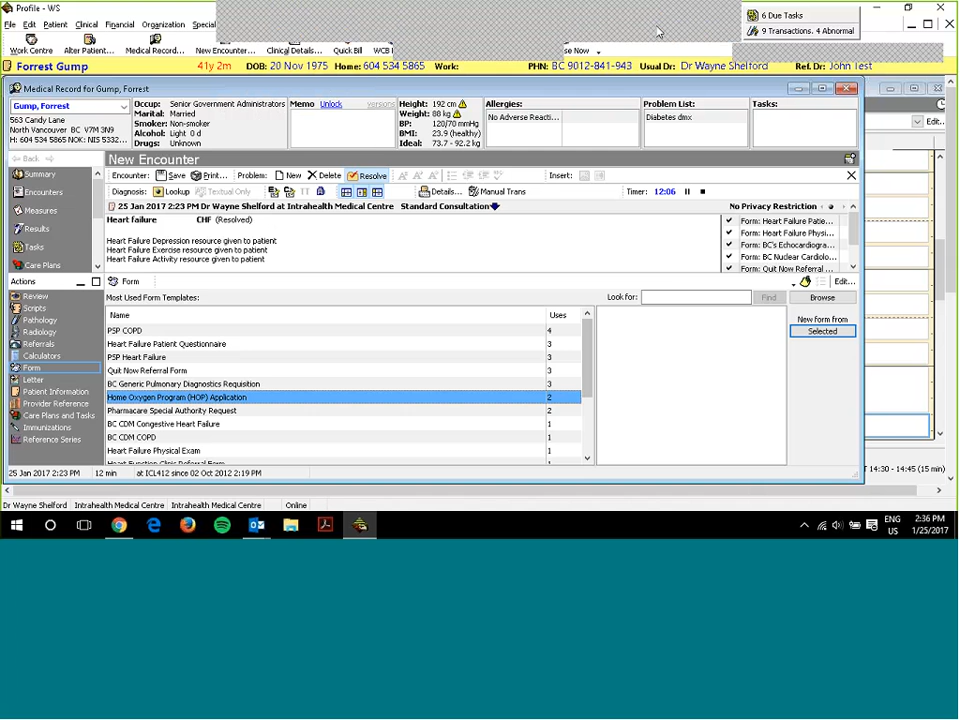 Profile - WS
6 Due Tasks
9 Transactions. 4 Abnormal
File Edit Patient Clinical Financial Organization Special
Work Centre Alter Patient... Medical Record... New Encounter... Clinical Details... Quick Bill WCB
se Now
Forrest Gump 41y 2m DOB: 20 Nov 1975 Home: 604 534 5865 Work: PHN: BC 9012-841-943 Usual Dr: Dr Wayne Shelford Ref. Dr: John Test
Medical Record for Gump, Forrest
Gump, Forrest
563 Candy Lane
North Vancouver BC V7M 3N9
H: 604 534 5865 NOK: NIS 5332...
Occup: Senior Government Administrators
Marital: Married
Smoker: Non-smoker
Alcohol: Light 0 d
Drugs: Unknown
Memo Unlock versions
Height: 192 cm
Weight: 88 kg
BP: 120/70 mmHg
BMI: 23.9 (healthy)
Ideal: 73.7 - 92.2 kg
Allergies:
No Adverse Reacti...
Problem List:
Diabetes dmx
Tasks:
Edit..
Back
New Encounter
Encounter: Save Print... Problem: New Delete Resolve Insert:
Diagnosis: Lookup Textual Only Details... Manual Trans Timer: 12:06
25 Jan 2017 2:23 PM Dr Wayne Shelford at Intrahealth Medical Centre Standard Consultation No Privacy Restriction
Heart failure CHF (Resolved)
Heart Failure Depression resource given to patient
Heart Failure Exercise resource given to patient
Heart Failure Activity resource given to patient
Form: Heart Failure Patie...
Form: Heart Failure Physi...
Form: BC's Echocardiogra...
Form: BC Nuclear Cardiolo...
Form: Quit Now Referral ...
Summary
Encounters
Measures
Results
Tasks
Care Plans
Actions
Review
Scripts
Pathology
Radiology
Referrals
Calculators
Form
Letter
Patient Information
Provider Reference
Care Plans and Tasks
Immunizations
Reference Series
Form Edit...
Most Used Form Templates: Look for: Find Browse
Name Uses
New form from
Selected
PSP COPD 4
Heart Failure Patient Questionnaire 3
PSP Heart Failure 3
Quit Now Referral Form 3
BC Generic Pulmonary Diagnostics Requisition 3
Home Oxygen Program (HOP) Application 2
Pharmacare Special Authority Request 2
BC CDM Congestive Heart Failure 1
BC CDM COPD 1
Heart Failure Physical Exam 1
Heart Function Clinic Referral Form 1
25 Jan 2017 2:23 PM 12 min at ICL412 since 02 Oct 2012 2:19 PM
T 14:30 - 14:45 (15 min)
Dr Wayne Shelford Intrahealth Medical Centre Intrahealth Medical Centre Online
ENG
US
2:36 PM
1/25/2017